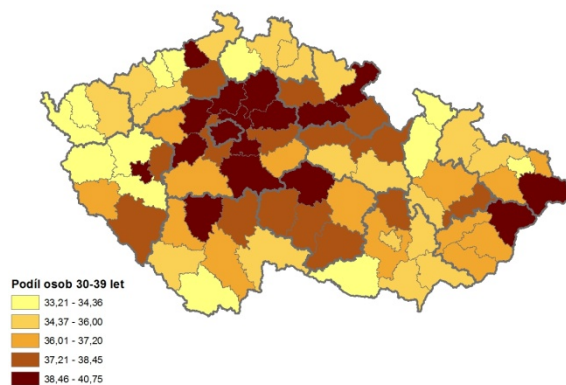 Podíl osob 30-39 let
33,21 - 34,36
34,37 - 36,00
36,01 - 37,20
37,21 - 38,45
38,46 - 40,75